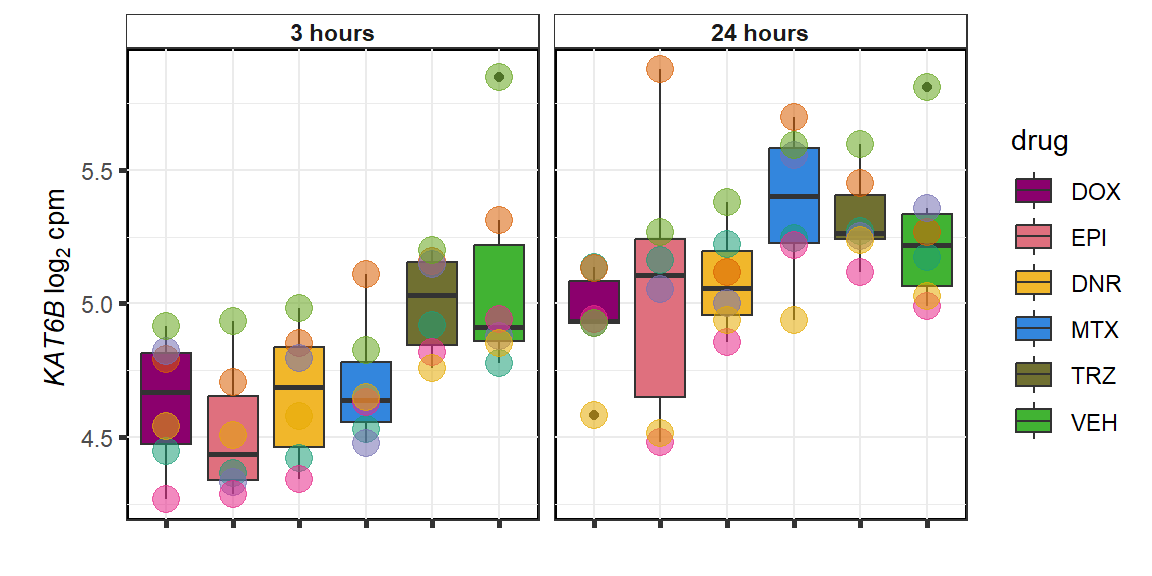 3 hours
24 hours
KAT6B log2 cpm
5.5
5.0
4.5
drug
DOX
EPI
DNR
MTX
TRZ
VEH